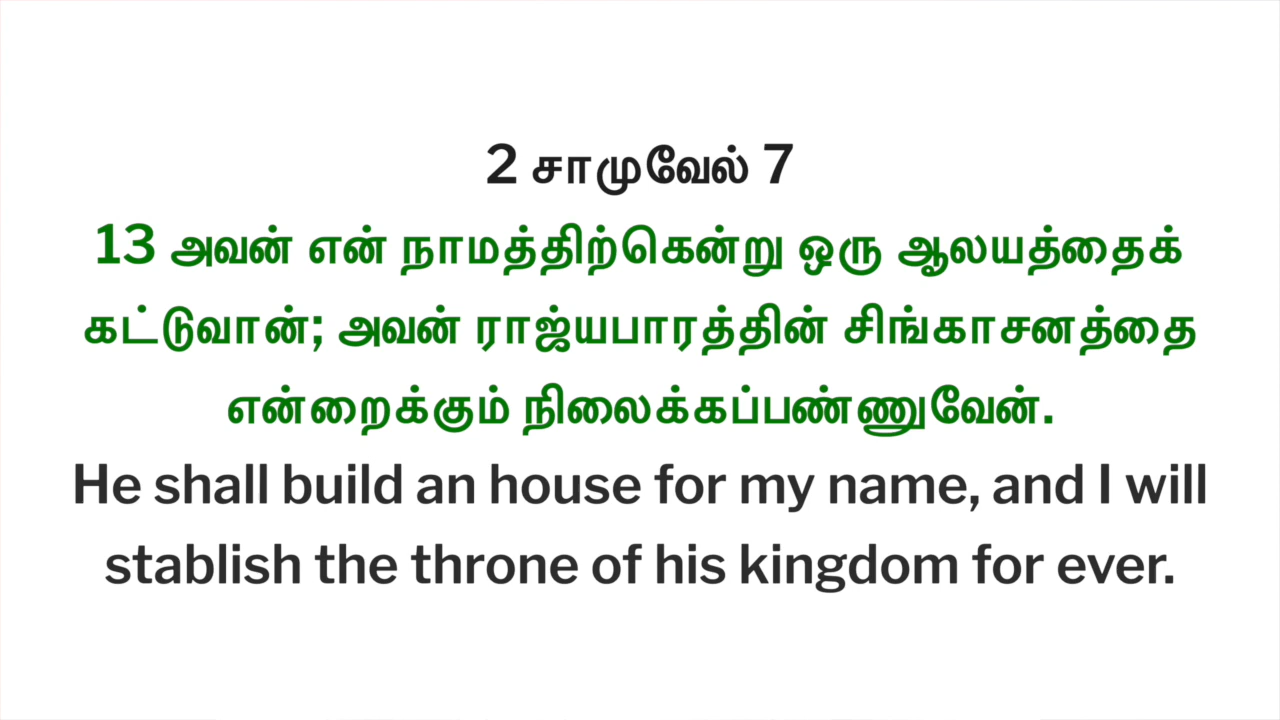 2 சாமுவேல் 7
13 அவன் என் நாமத்திற்கென்று ஒரு ஆலயத்தைக்
கட்டுவான்; அவன் ராஜ்யபாரத்தின் சிங்காசனத்தை
என்றைக்கும் நிலைக்கப்பண்ணுவேன்.
He shall build an house for my name, and I will
stablish the throne of his kingdom for ever.